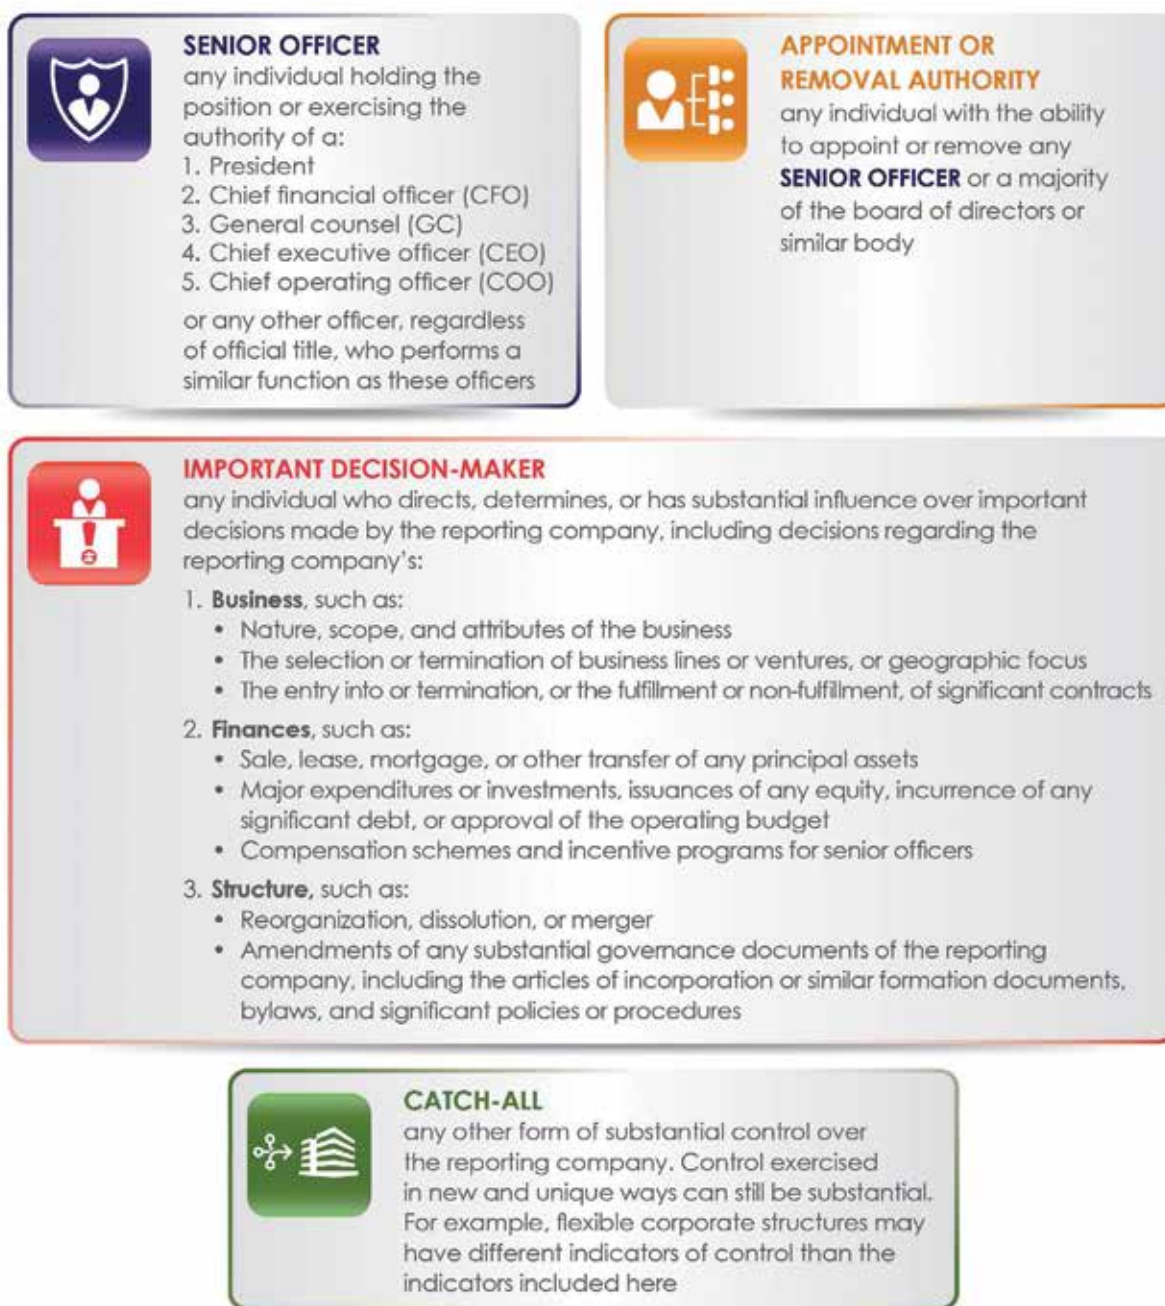 SENIOR OFFICER
any individual holding the
position or exercising the
authority of a:
1. President
2. Chief financial officer (CFO)
3. General counsel (GC)
4. Chief executive officer (CEO)
5. Chief operating officer (COO)
or any other officer, regardless
of official title, who performs a
similar function as these officers
APPOINTMENT OR
REMOVAL AUTHORITY
any individual with the ability
to appoint or remove any
SENIOR OFFICER or a majority
of the board of directors or
similar body
IMPORTANT DECISION-MAKER
any individual who directs, determines, or has substantial influence over important
decisions made by the reporting company, including decisions regarding the
reporting company’s:
1. Business, such as:
• Nature, scope, and attributes of the business
• The selection or termination of business lines or ventures, or geographic focus
• The entry into or termination, or the fulfillment or non-fulfillment, of significant contracts
2. Finances, such as:
• Sale, lease, mortgage, or other transfer of any principal assets
• Major expenditures or investments, issuances of any equity, incurrence of any
significant debt, or approval of the operating budget
• Compensation schemes and incentive programs for senior officers
3. Structure, such as:
• Reorganization, dissolution, or merger
• Amendments of any substantial governance documents of the reporting
company, including the articles of incorporation or similar formation documents,
bylaws, and significant policies or procedures
CATCH-ALL
any other form of substantial control over
the reporting company. Control exercised
in new and unique ways can still be substantial.
For example, flexible corporate structures may
have different indicators of control than the
indicators included here